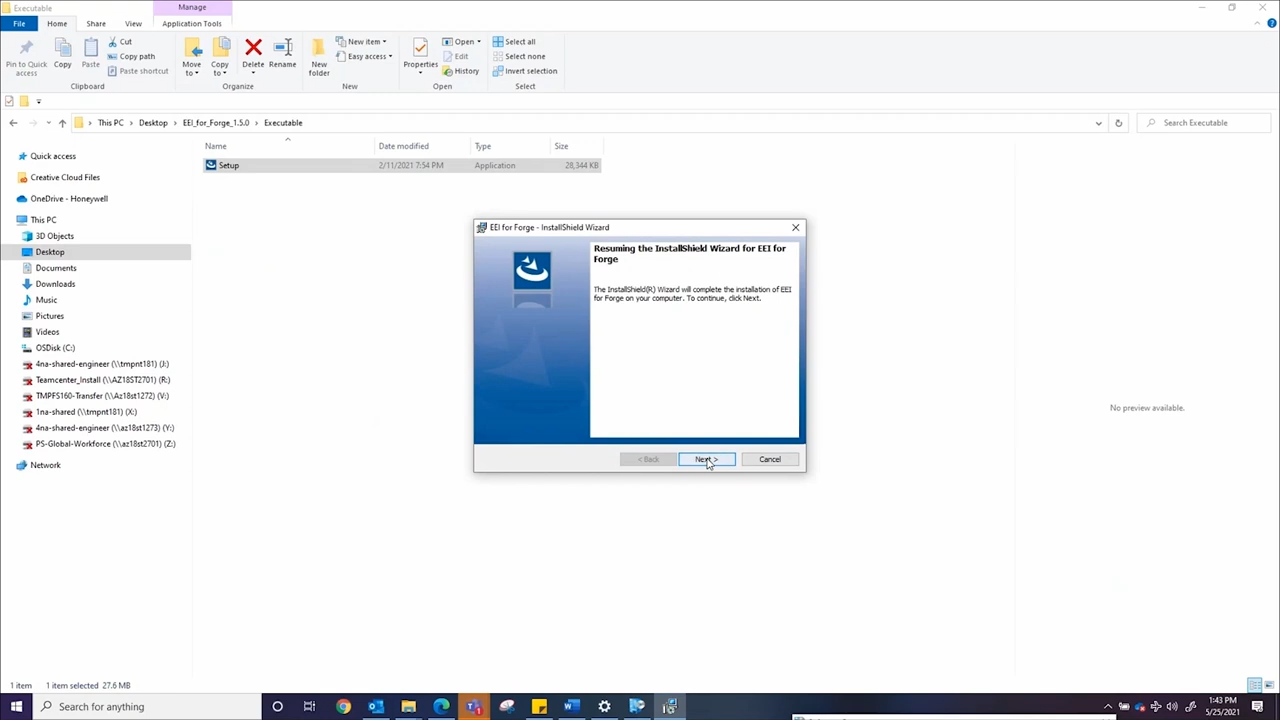 Executable
Manage
File
Home
Share
View
Application Tools
Pin to Quick
access
Copy
Paste
Cut
Copy path
Paste shortcut
Clipboard
Move
to
Copy
to
Delete
Rename
Organize
New
folder
New item
Easy access
New
Properties
Open
Edit
History
Open
Select all
Select none
Invert selection
Select
This PC > Desktop > EEI_for_Forge_1.5.0 > Executable
Search Executable
Name Date modified Type Size
Setup 2/11/2021 7:54 PM Application 28,344 KB
Quick access
Creative Cloud Files
OneDrive - Honeywell
This PC
3D Objects
Desktop
Documents
Downloads
Music
Pictures
Videos
OSDisk (C:)
4na-shared-engineer (\\tmpnt181) (J:)
Teamcenter_Install (\\AZ18ST2701) (R:)
TMPFS160-Transfer (\\Az18st1272) (V:)
1na-shared (\\tmpnt181) (X:)
4na-shared-engineer (\\az18st1273) (Y:)
PS-Global-Workforce (\\az18st2701) (Z:)
Network
EEI for Forge - InstallShield Wizard
Resuming the InstallShield Wizard for EEI for
Forge
The InstallShield(R) Wizard will complete the installation of EEI
for Forge on your computer. To continue, click Next.
< Back
Next >
Cancel
No preview available.
1 item 1 item selected 27.6 MB
Search for anything
1:43 PM
5/25/2021